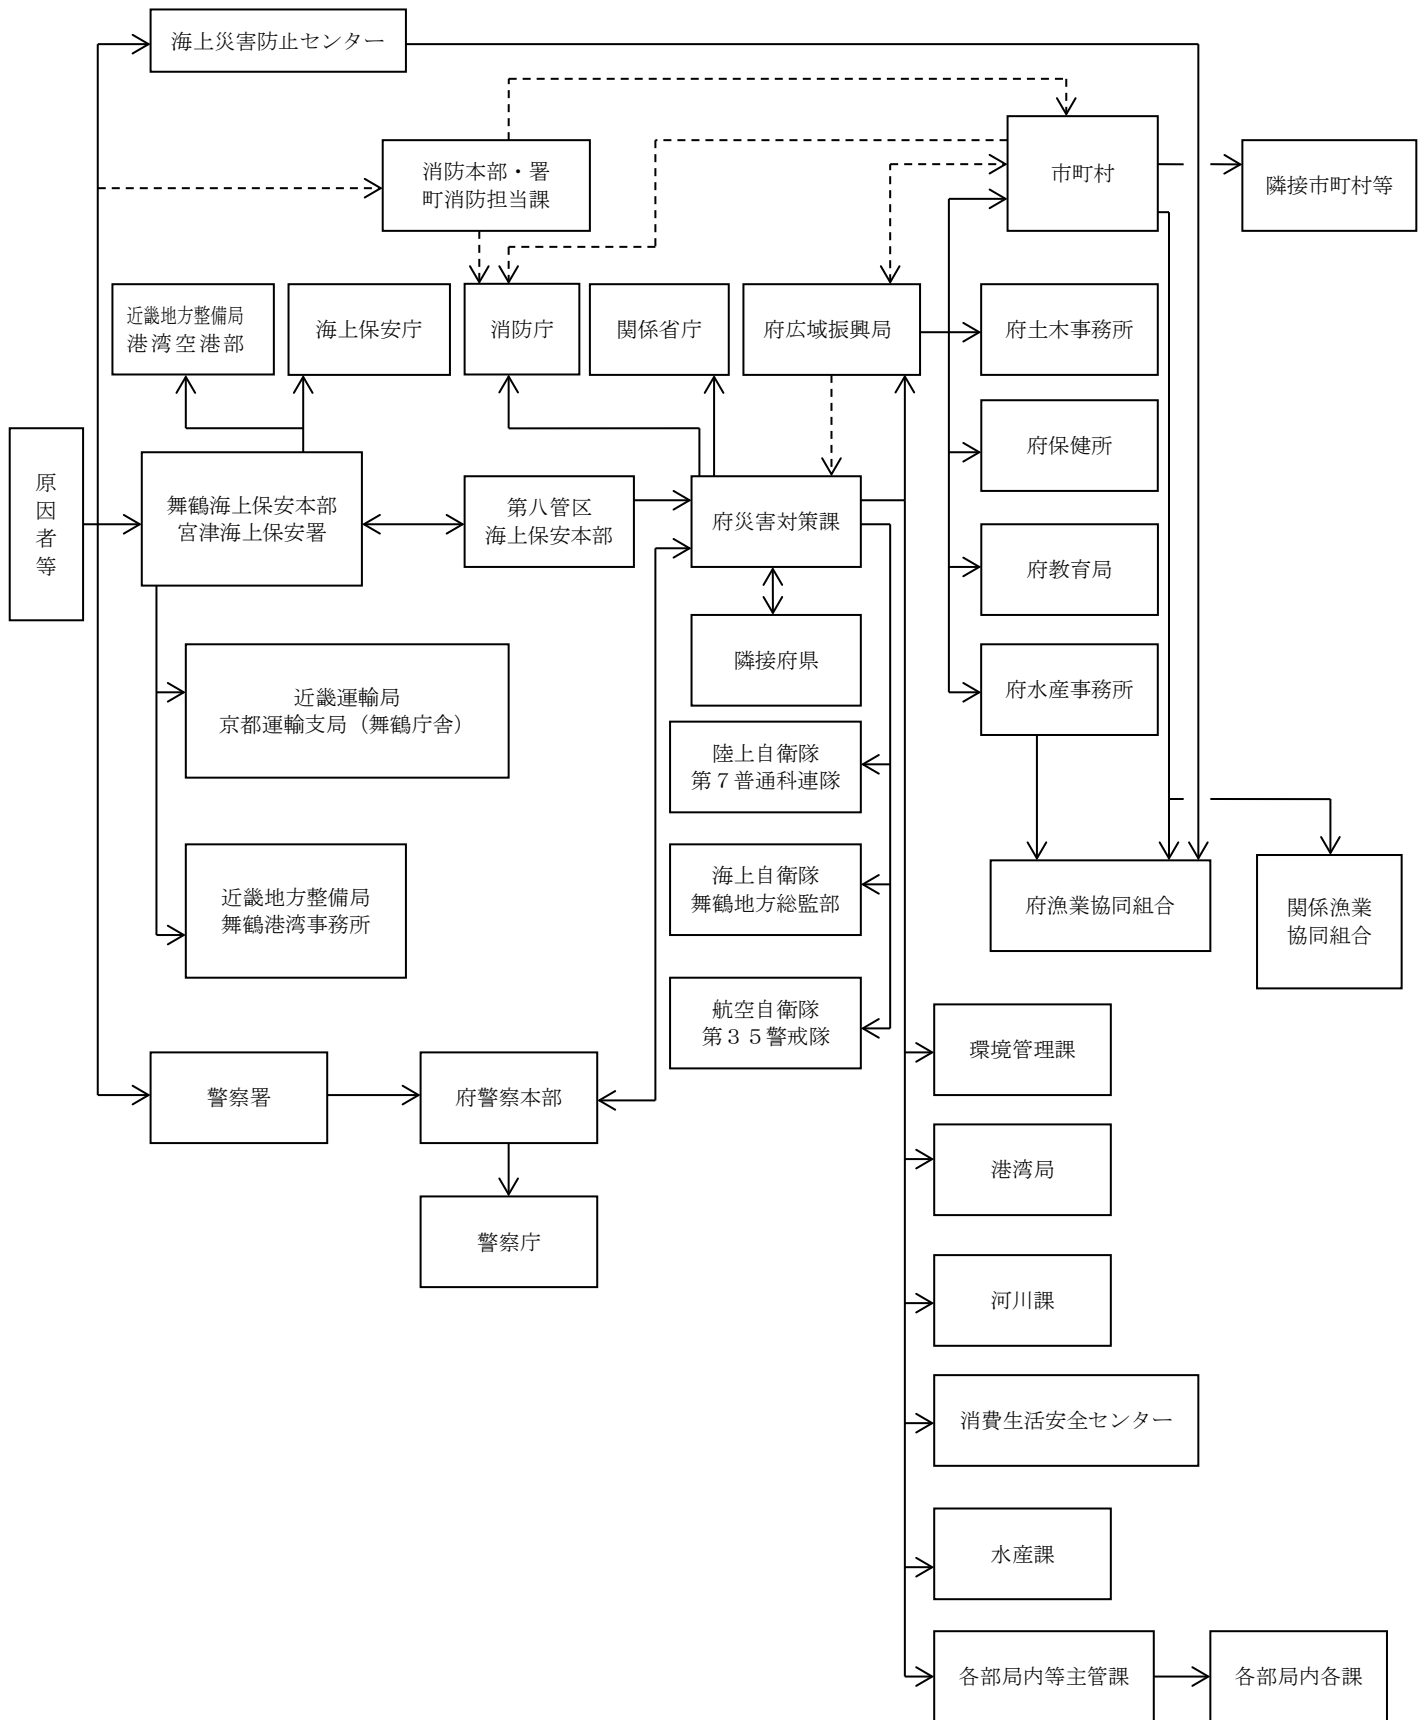 海上災害防止センター
消防本部・署
町消防担当課
市町村
隣接市町村等
近畿地方整備局
港湾空港部
海上保安庁
消防庁
関係省庁
府広域振興局
府土木事務所
府保健所
原因者等
舞鶴海上保安本部
宮津海上保安署
第八管区
海上保安本部
府災害対策課
府教育局
隣接府県
府水産事務所
近畿運輸局
京都運輸支局（舞鶴庁舎）
陸上自衛隊
第７普通科連隊
近畿地方整備局
舞鶴港湾事務所
海上自衛隊
舞鶴地方総監部
府漁業協同組合
関係漁業
協同組合
航空自衛隊
第３５警戒隊
環境管理課
警察署
府警察本部
港湾局
警察庁
河川課
消費生活安全センター
水産課
各部局内等主管課
各部局内各課